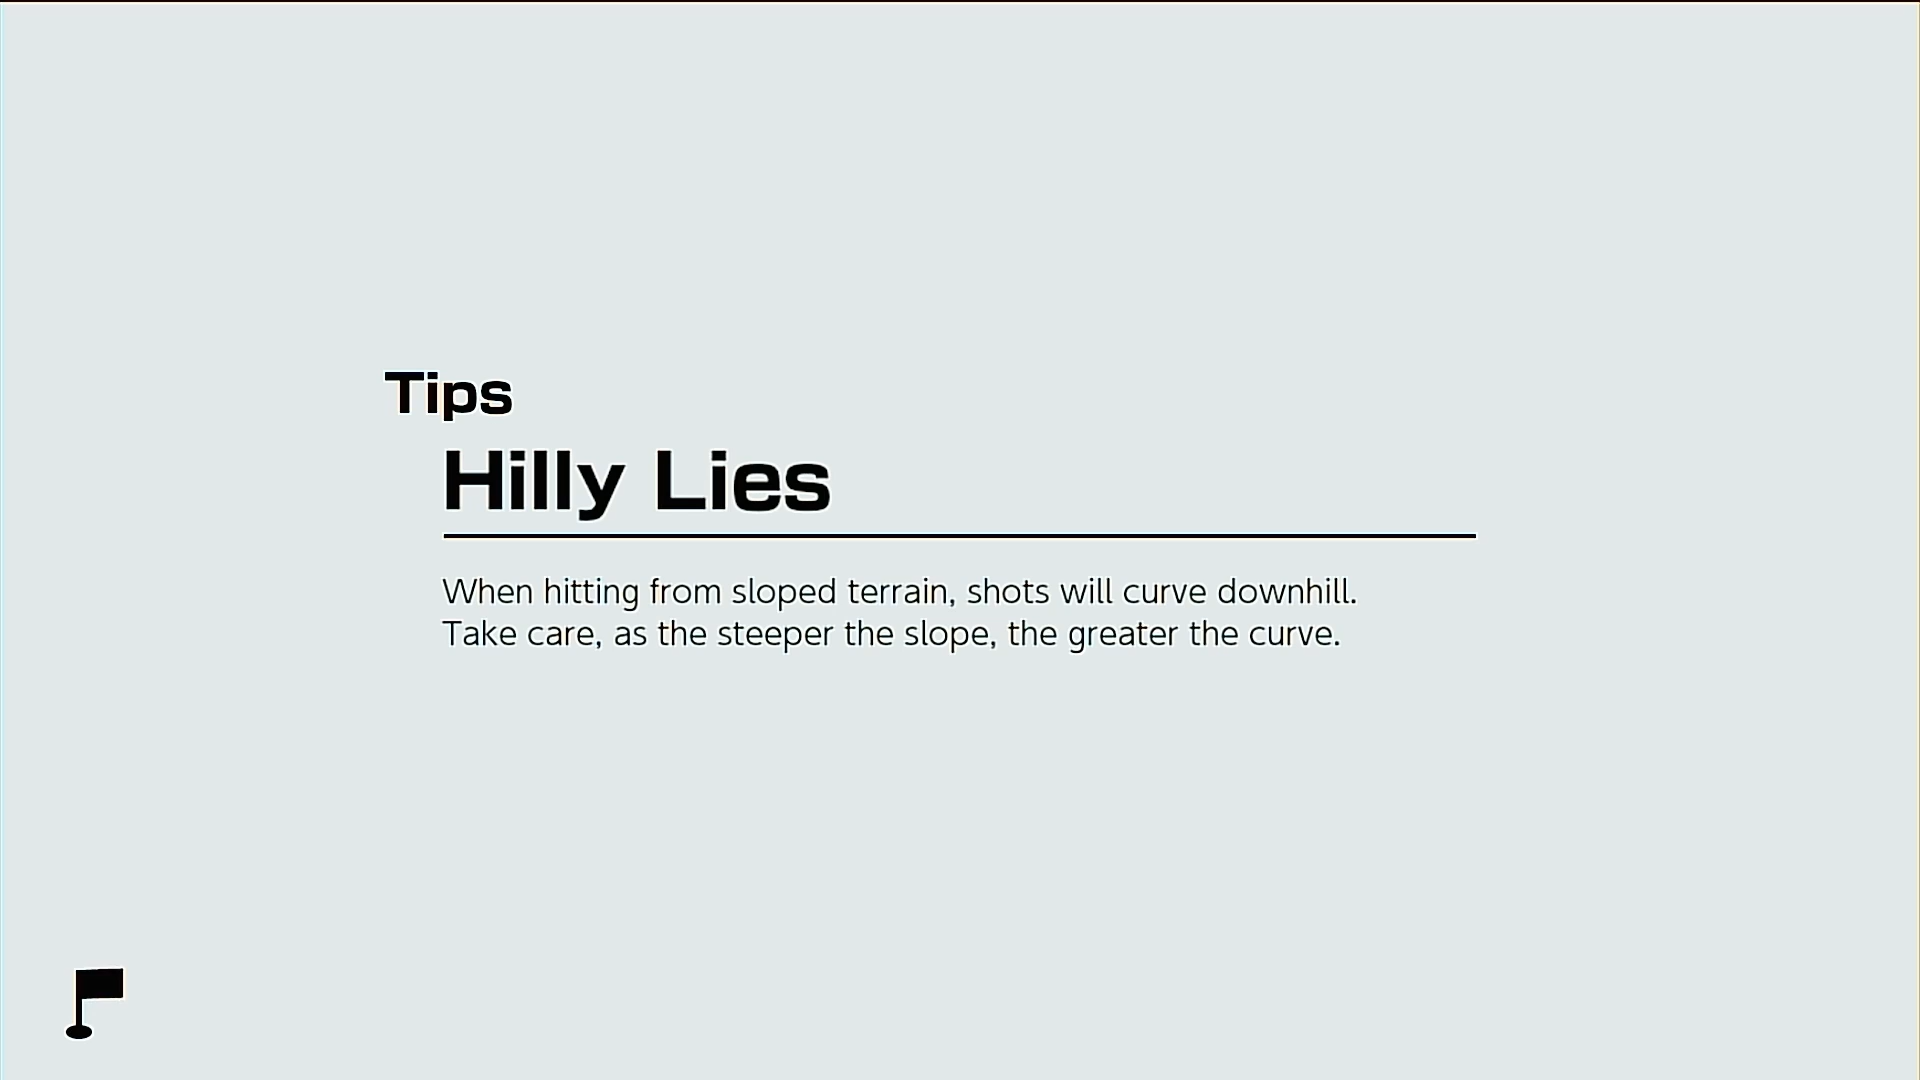 Tips
Hilly Lies
When hitting from sloped terrain, shots will curve downhill.
Take care, as the steeper the slope, the greater the curve.